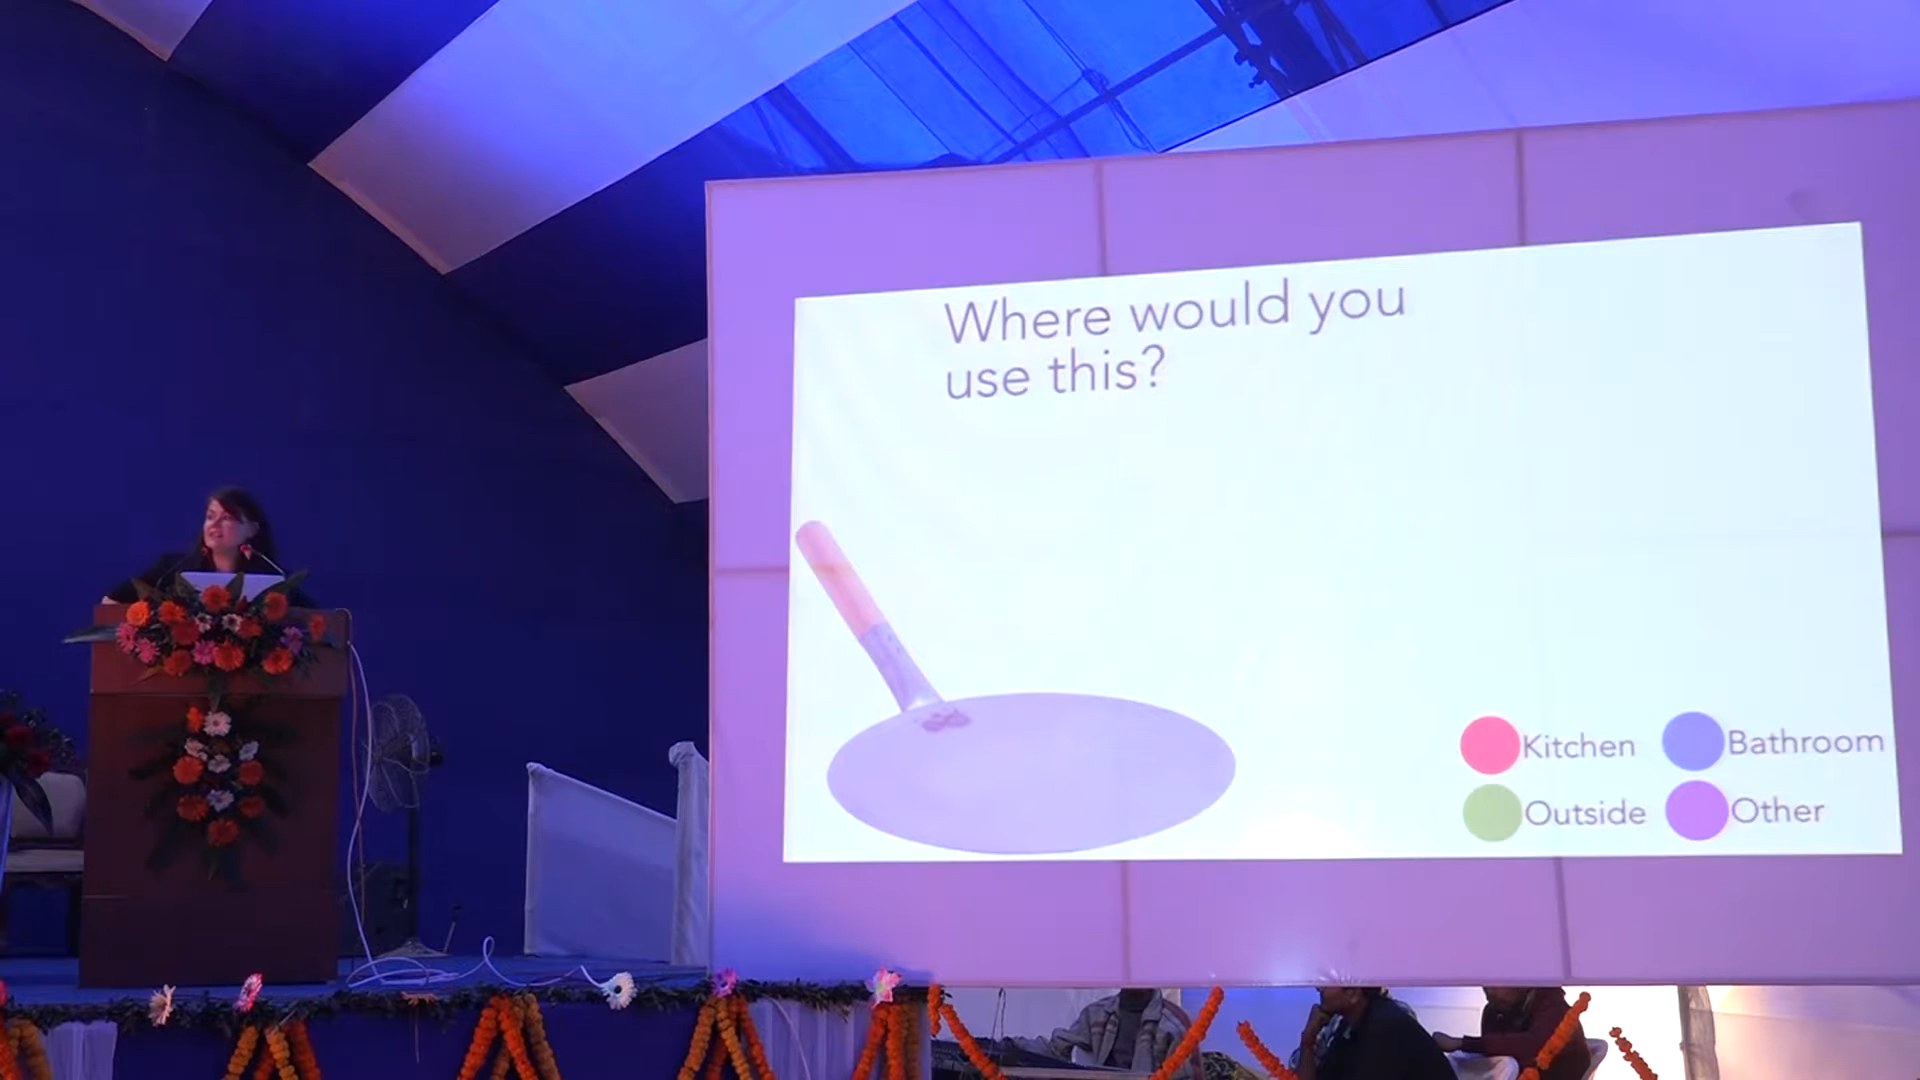 Where would you
use this?
Kitchen
Bathroom
Outside
Other